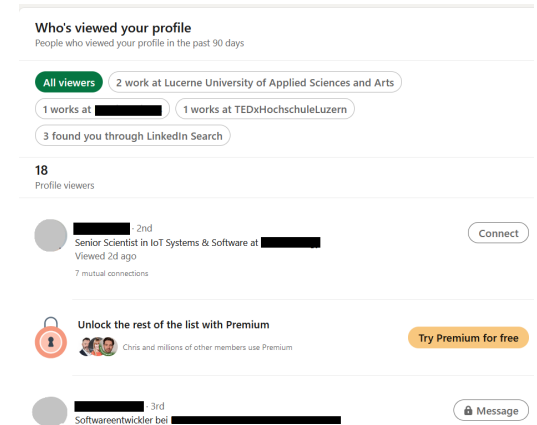 Who's viewed your profile
People who viewed your profile in the past 90 days
All viewers
2 work at Lucerne University of Applied Sciences and Arts
1 works at
1 works at TEDxHochschuleLuzern
3 found you through LinkedIn Search
18
Profile viewers
· 2nd
Senior Scientist in IoT Systems & Software at
Connect
Viewed 2d ago
7 mutual connections
Unlock the rest of the list with Premium
Chris and millions of other members use Premium
Try Premium for free
· 3rd
Softwareentwickler bei
Message